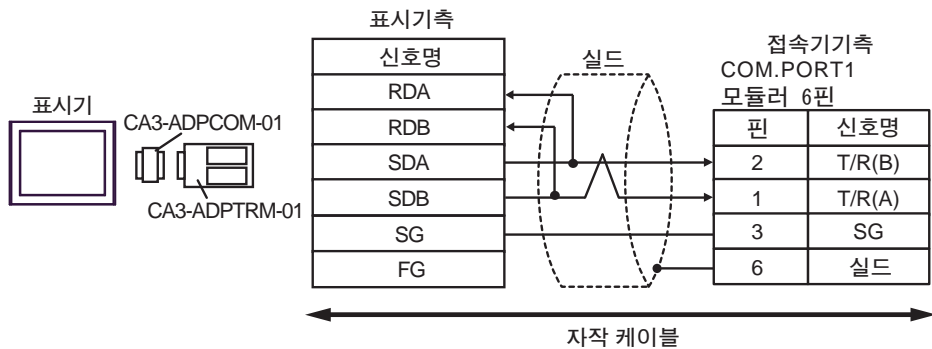 표시기
CA3-ADPCOM-01
CA3-ADPTRM-01
표시기측
신호명
RDA
RDB
SDA
SDB
SG
FG
실드
접속기기측
COM.PORT1
모듈러 6핀
핀 신호명
2 T/R(B)
1 T/R(A)
3 SG
6 실드
자작 케이블